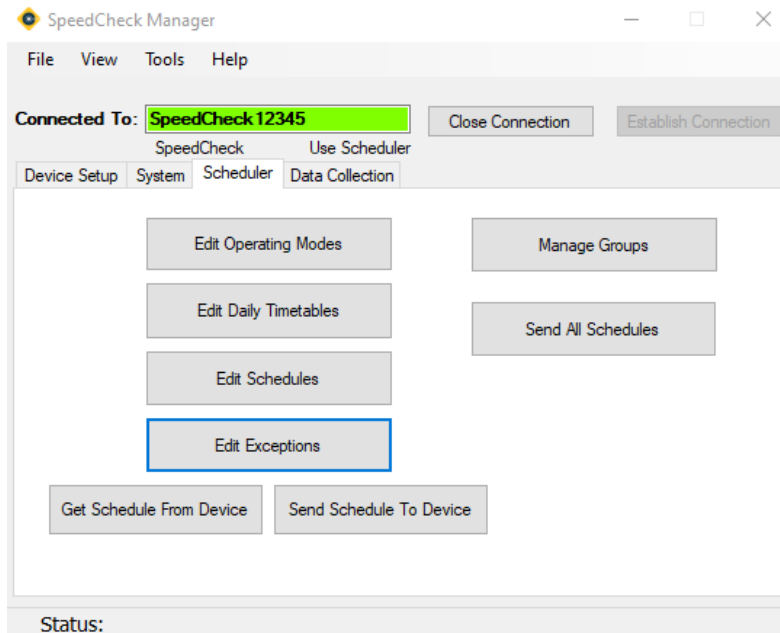 SpeedCheck Manager
File View Tools Help
Connected To: SpeedCheck12345 Close Connection Establish Connection
SpeedCheck Use Scheduler
Device Setup System Scheduler Data Collection
Edit Operating Modes Manage Groups
Edit Daily Timetables
Send All Schedules
Edit Schedules
Edit Exceptions
Get Schedule From Device Send Schedule To Device
Status: